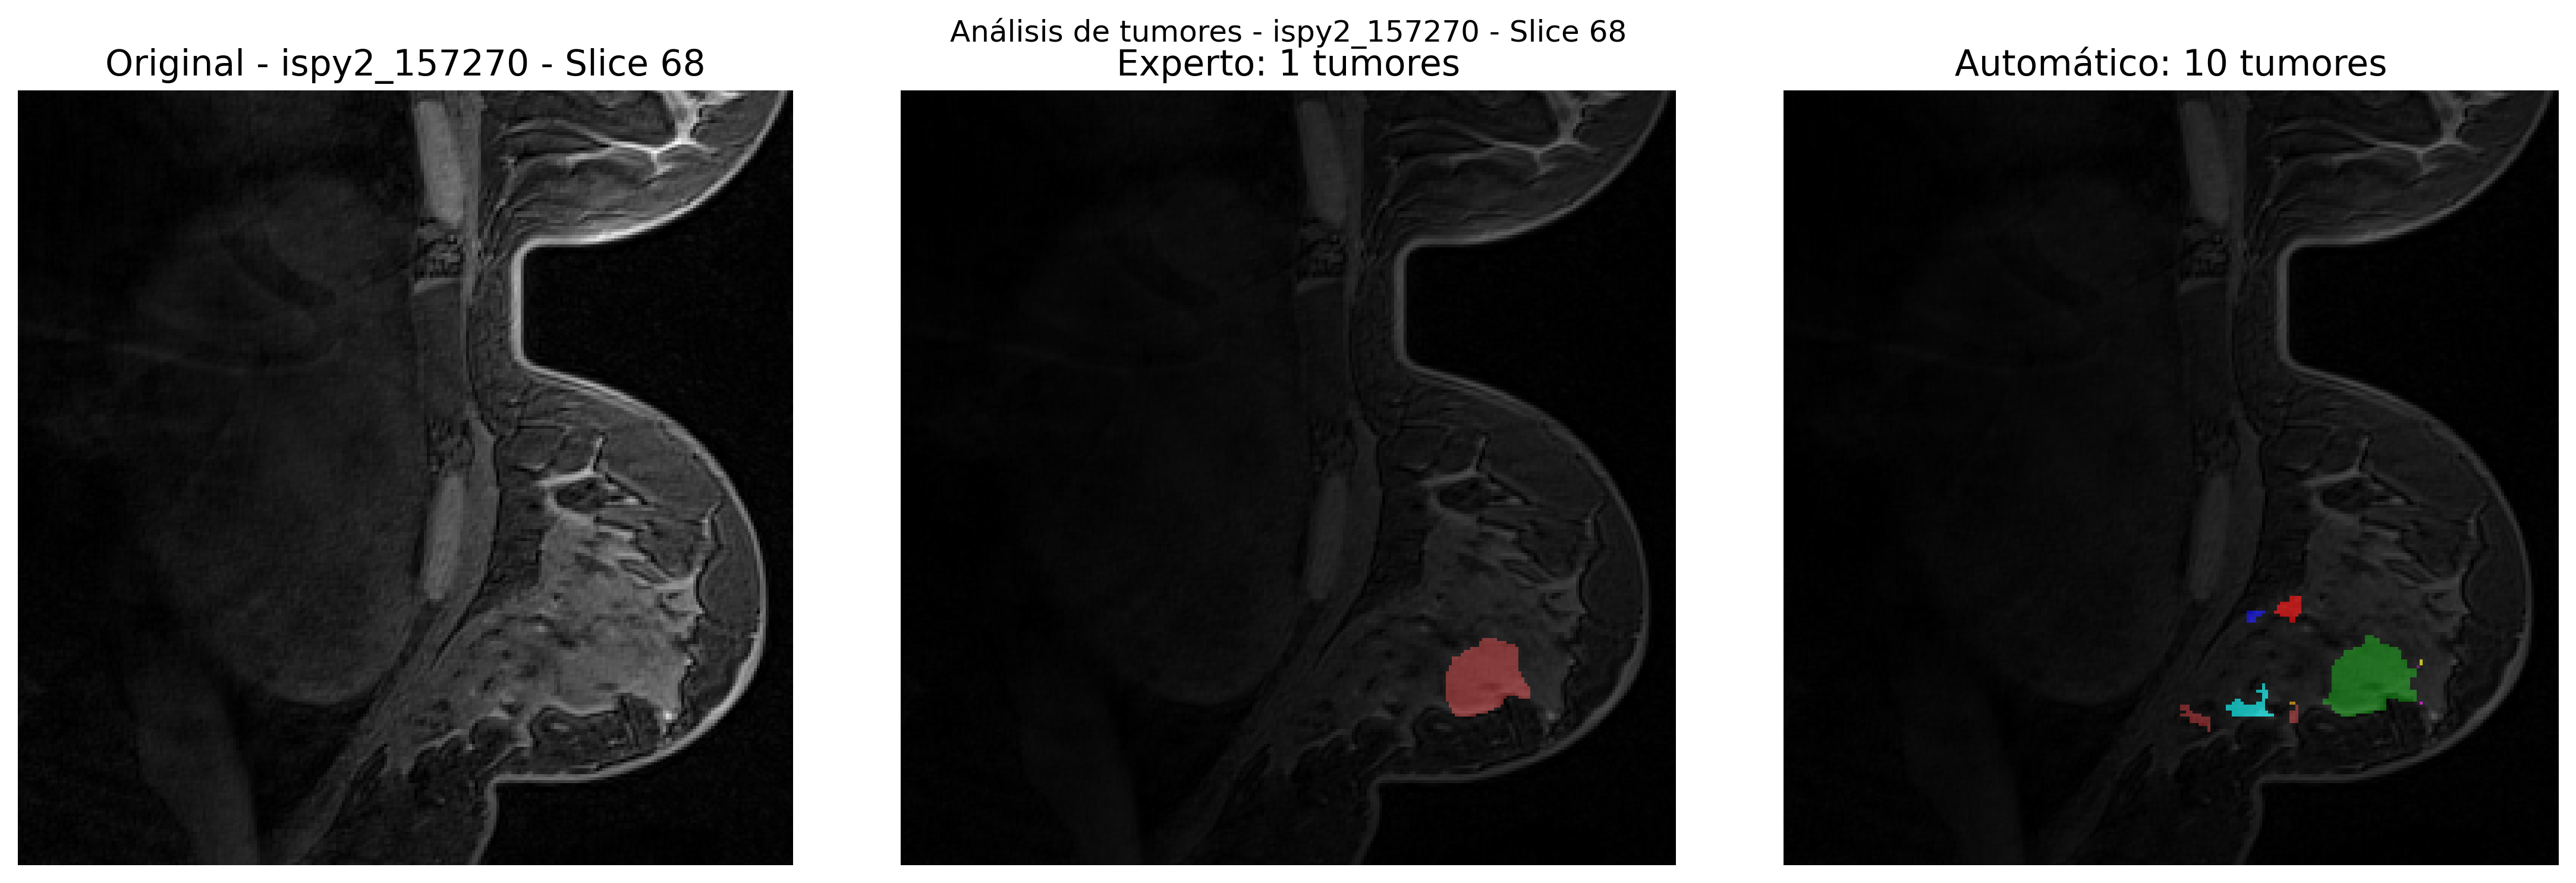 Análisis de tumores - ispy2_157270 - Slice 68
Original - ispy2_157270 - Slice 68
Experto: 1 tumores
Automático: 10 tumores